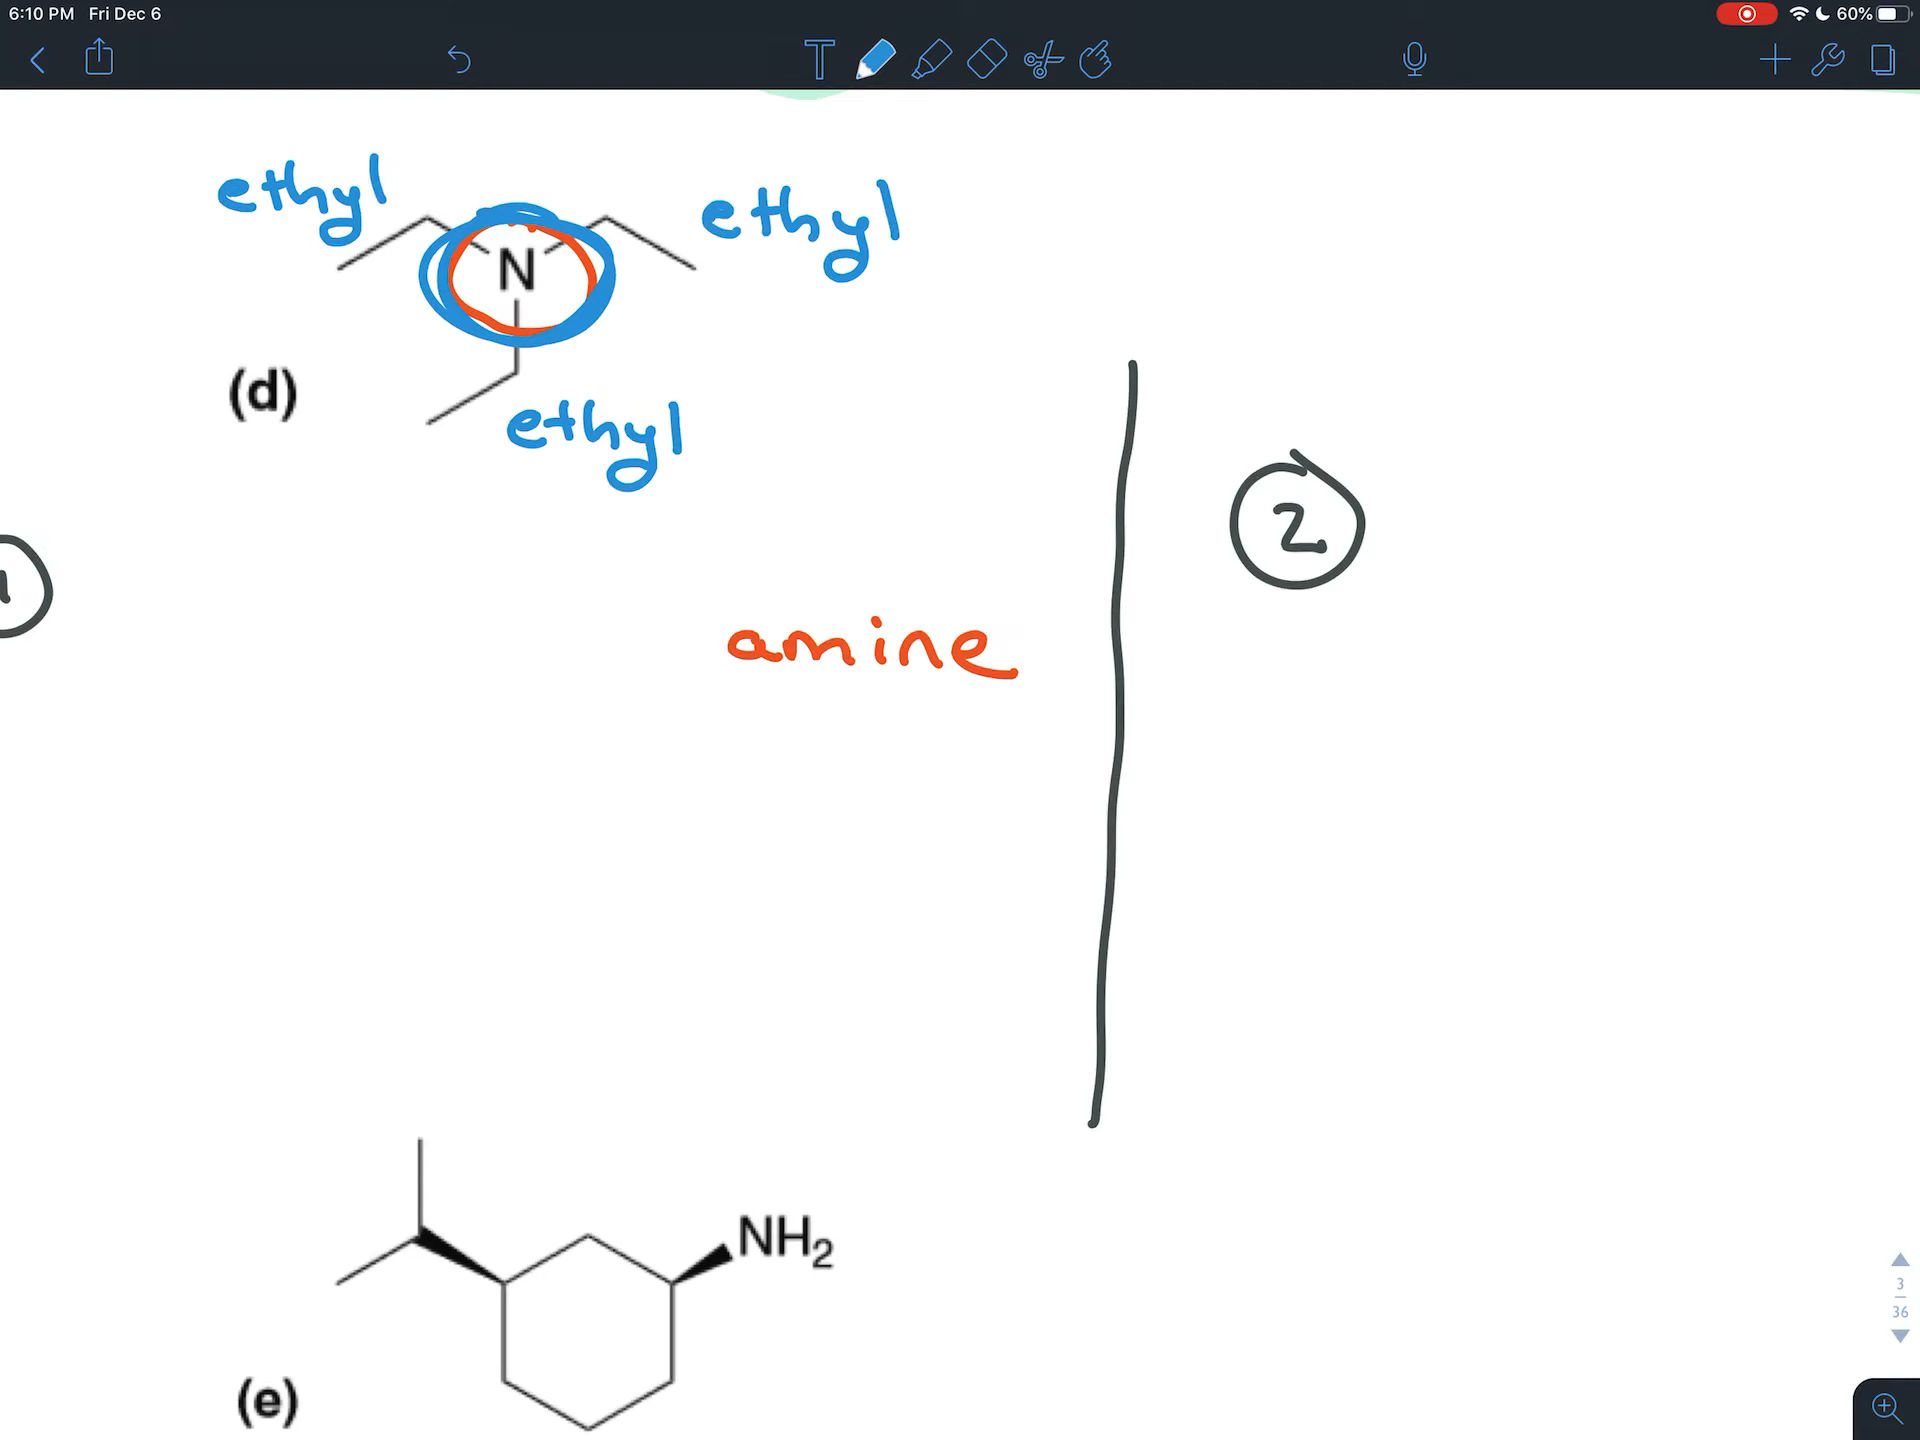 6:10 PM Fri Dec 6
60%
T
ethyl
ethyl
N
(d)
ethyl
2
amine
NH₂
3
36
(e)